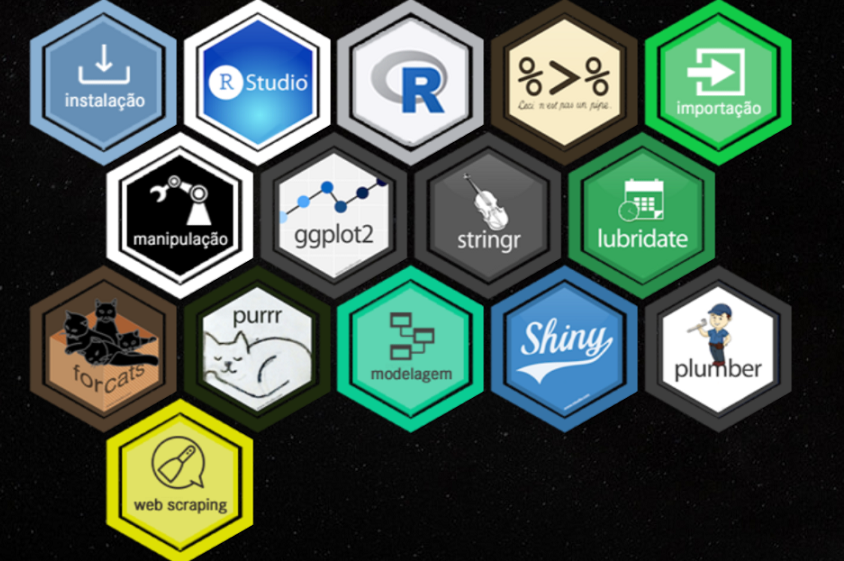 instalação
R Studio
R
%>%
Ceci n'est pas un pipe.
importação
manipulação
ggplot2
stringr
lubridate
forcats
purrr
modelagem
Shiny
plumber
web scraping